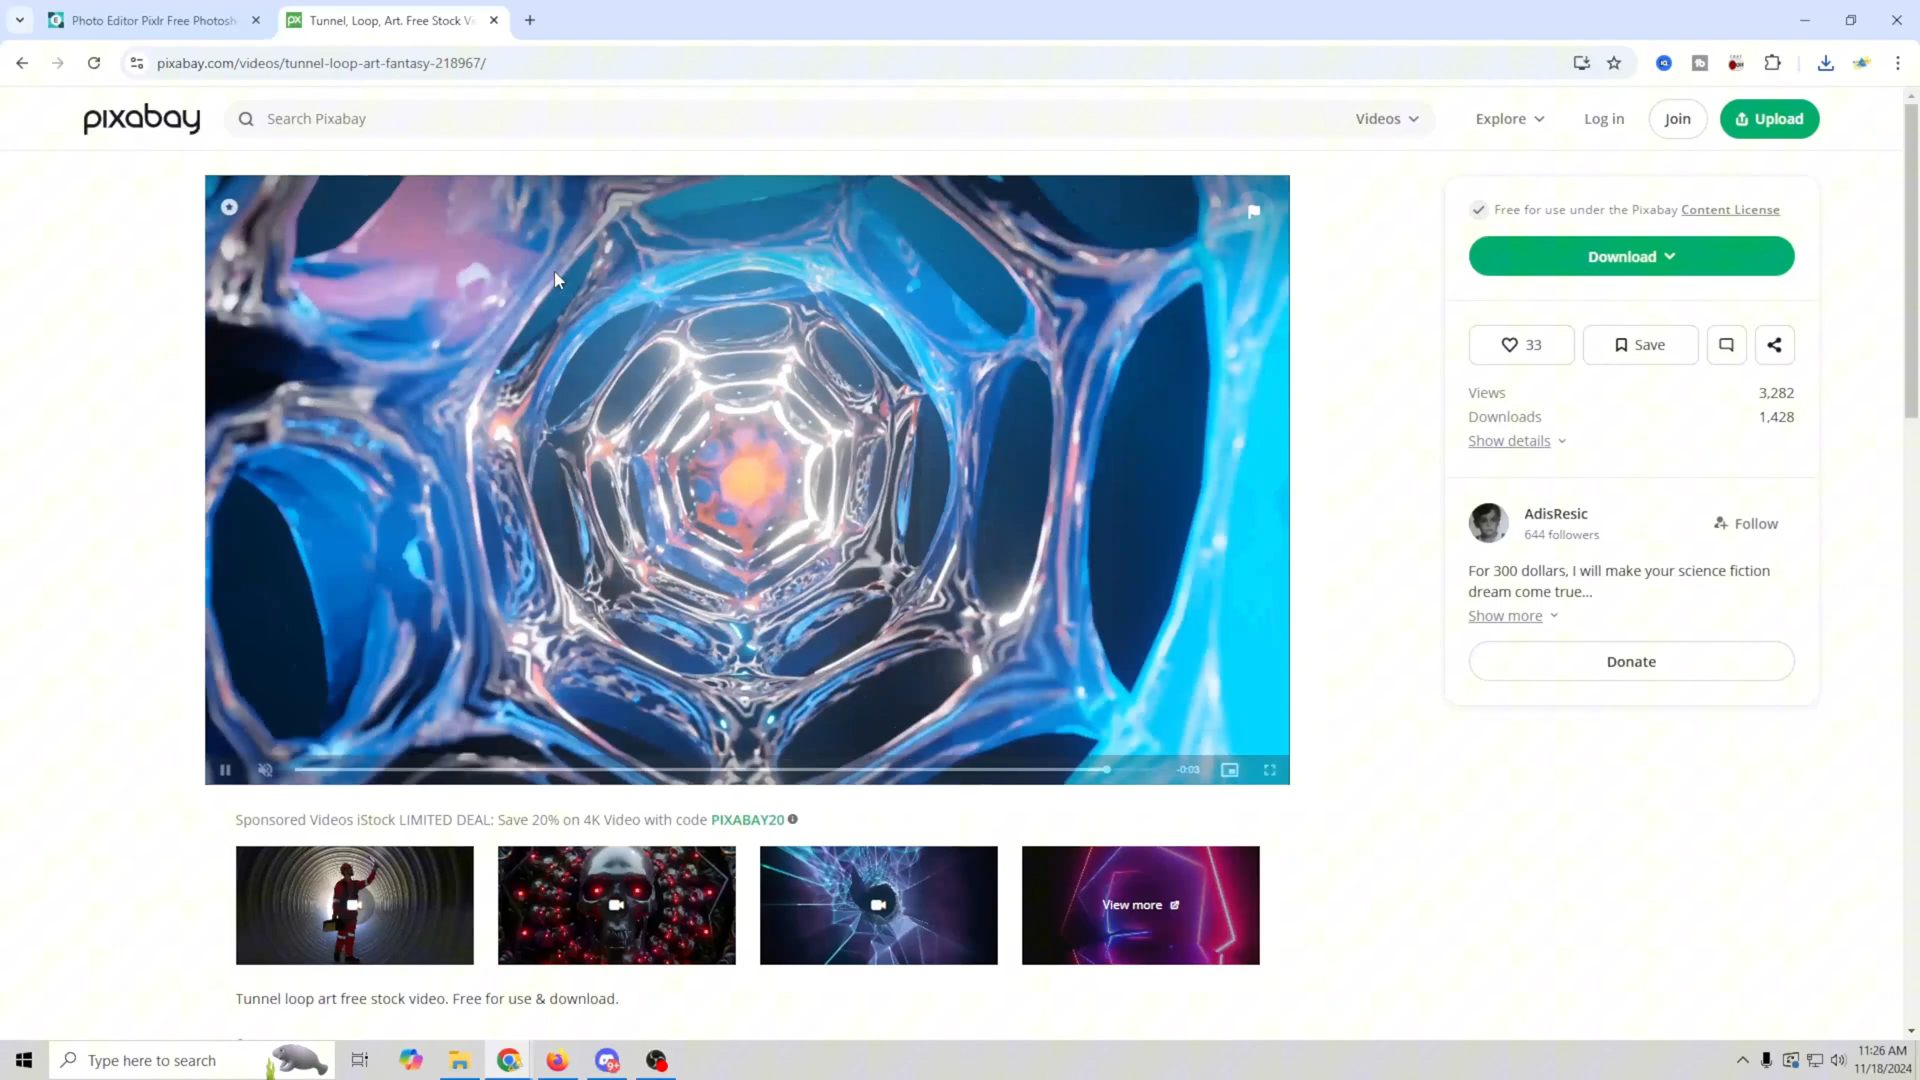 Photo Editor Pixlr Free Photosh
Tunnel, Loop, Art. Free Stock Vi
pixabay.com/videos/tunnel-loop-art-fantasy-218967/
pixabay
Search Pixabay
Videos
Explore
Log in
Join
Upload
Free for use under the Pixabay Content License
Download
33
Save
Views 3,282
Downloads 1,428
Show details
AdisResic
644 followers
Follow
For 300 dollars, I will make your science fiction
dream come true...
Show more
Donate
-0:03
Sponsored Videos iStock LIMITED DEAL: Save 20% on 4K Video with code PIXABAY20
View more
Tunnel loop art free stock video. Free for use & download.
Type here to search
11:26 AM
11/18/2024